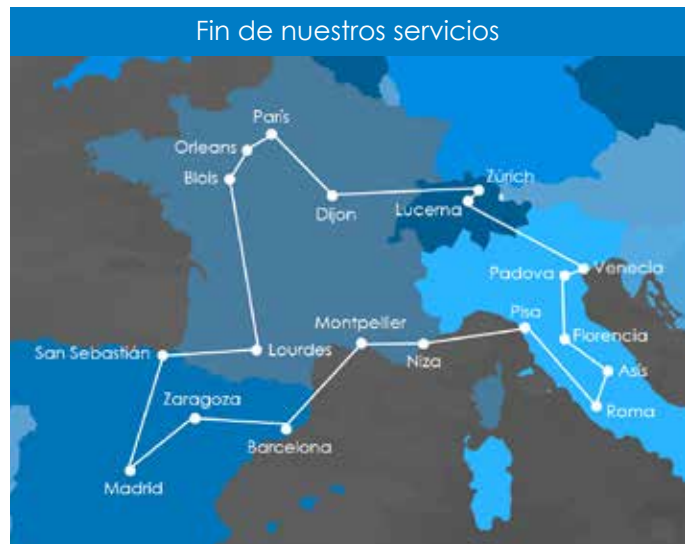 Fin de nuestros servicios
París
Orleans
Blois
Zúrich
Dijon
Lucerna
Padova
Venecia
Pisa
Montpellier
Florencia
San Sebastián
Lourdes
Niza
Asís
Zaragoza
Roma
Barcelona
Madrid